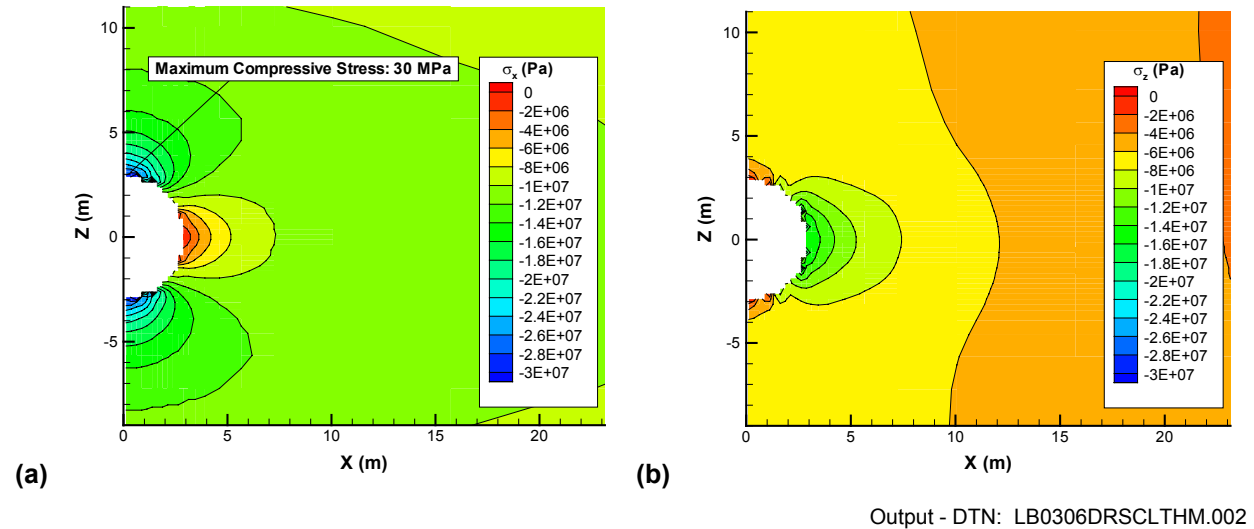 Maximum Compressive Stress: 30 MPa
σx (Pa)
0
-2E+06
-4E+06
-6E+06
-8E+06
-1E+07
-1.2E+07
-1.4E+07
-1.6E+07
-1.8E+07
-2E+07
-2.2E+07
-2.4E+07
-2.6E+07
-2.8E+07
-3E+07
10
5
0
-5
Z (m)
0
5
10
15
20
X (m)
(a)
σz (Pa)
0
-2E+06
-4E+06
-6E+06
-8E+06
-1E+07
-1.2E+07
-1.4E+07
-1.6E+07
-1.8E+07
-2E+07
-2.2E+07
-2.4E+07
-2.6E+07
-2.8E+07
-3E+07
10
5
0
-5
Z (m)
0
5
10
15
20
X (m)
(b)
Output - DTN: LB0306DRSCLTHM.002